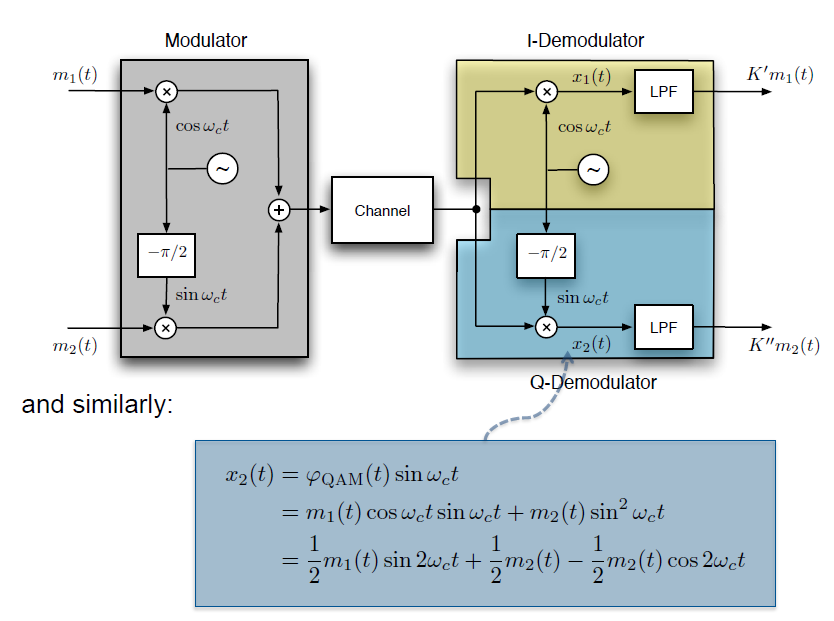 Modulator
I-Demodulator
m₁(t)
x₁(t)
LPF
K′m₁(t)
×
×
cos ω_c t
cos ω_c t
~
~
+
Channel
−π/2
−π/2
sin ω_c t
sin ω_c t
×
×
LPF
m₂(t)
x₂(t)
K″m₂(t)
Q-Demodulator
and similarly:
x₂(t) = φ_QAM(t) sin ω_c t
= m₁(t) cos ω_c t sin ω_c t + m₂(t) sin² ω_c t
= 1/2 m₁(t) sin 2ω_c t + 1/2 m₂(t) − 1/2 m₂(t) cos 2ω_c t